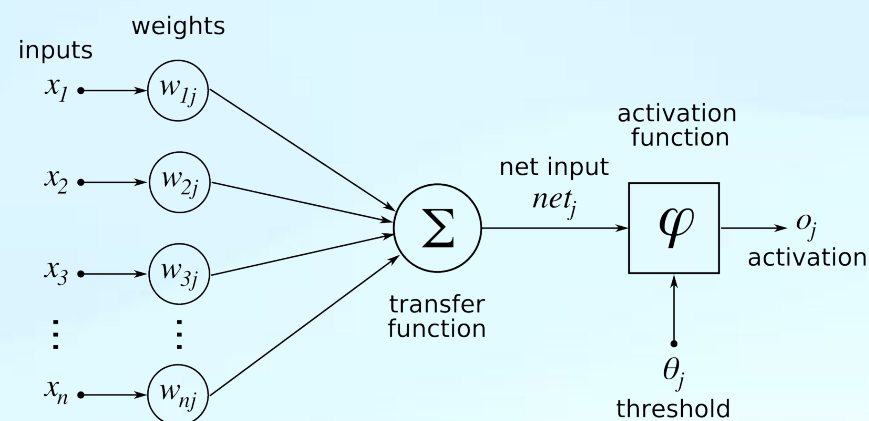 weights
inputs
x1 w1j
x2 w2j
x3 w3j
⋮ ⋮
xn wnj
Σ
transfer
function
net input
netj
activation
function
φ
oj
activation
θj
threshold